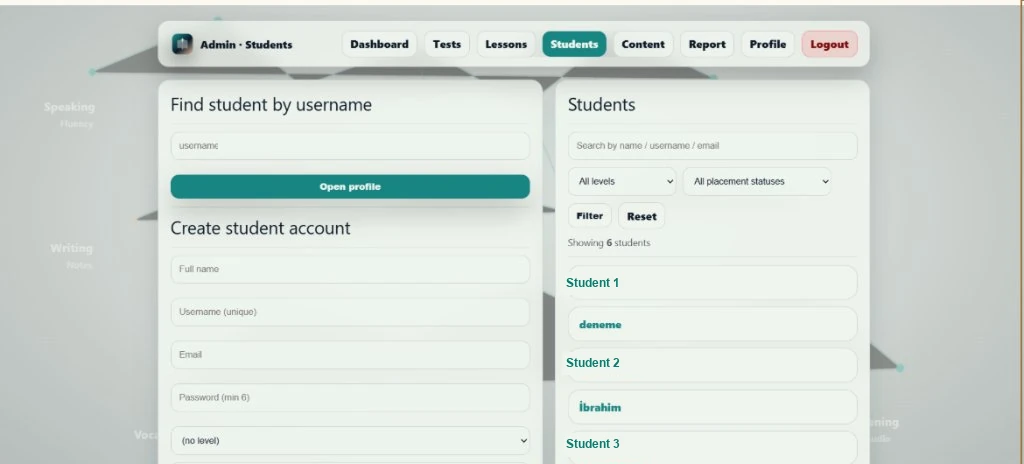 Admin · Students
Dashboard
Tests
Lessons
Students
Content
Report
Profile
Logout
Speaking
Fluency
Writing
Notes
Find student by username
username
Open profile
Create student account
Full name
Username (unique)
Email
Password (min 6)
(no level)
Students
Search by name / username / email
All levels
All placement statuses
Filter
Reset
Showing 6 students
Student 1
deneme
Student 2
İbrahim
Student 3